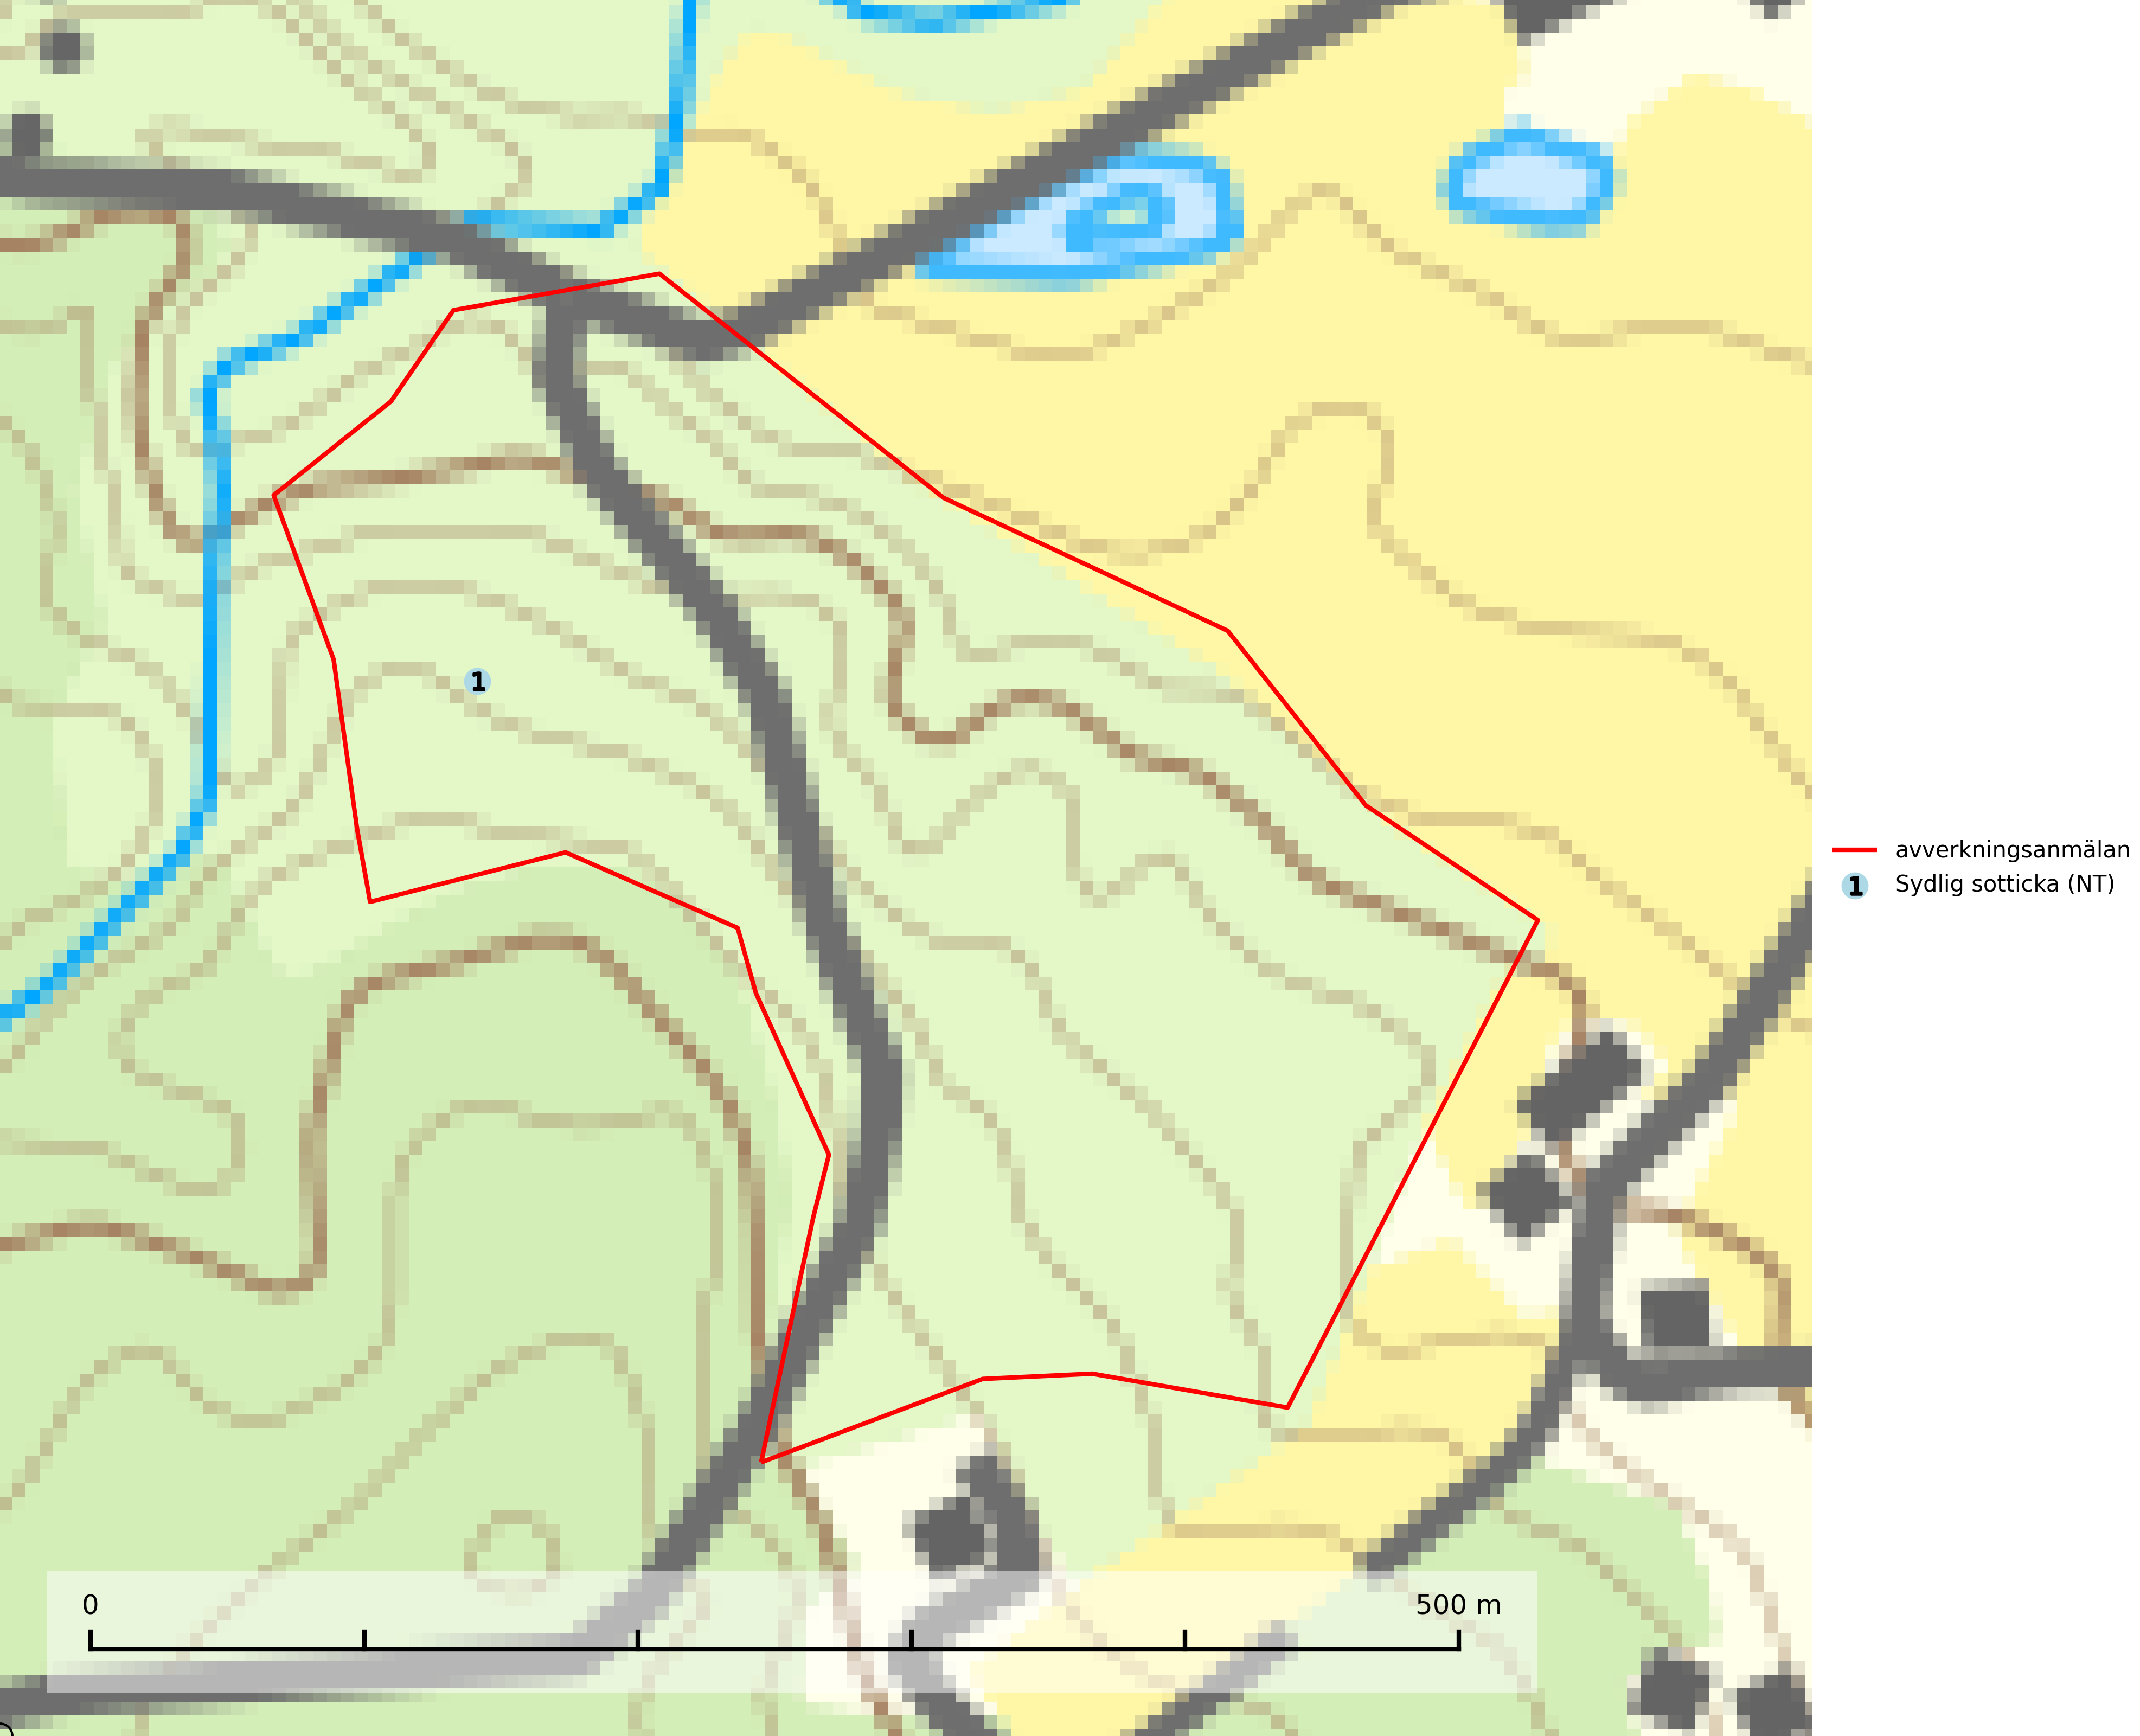 1
avverkningsanmälan
1 Sydlig sotticka (NT)
0 500 m